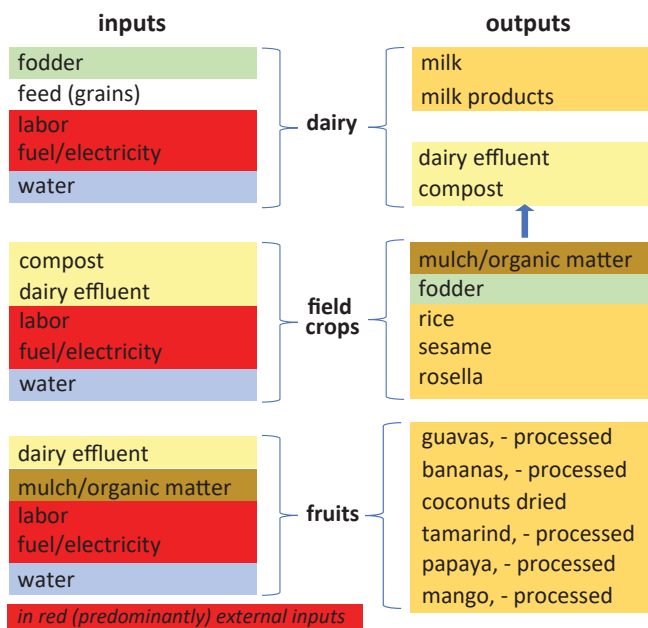 inputs
outputs
fodder
feed (grains)
labor
fuel/electricity
water
dairy
milk
milk products
dairy effluent
compost
compost
dairy effluent
labor
fuel/electricity
water
field
crops
mulch/organic matter
fodder
rice
sesame
rosella
dairy effluent
mulch/organic matter
labor
fuel/electricity
water
fruits
guavas, - processed
bananas, - processed
coconuts dried
tamarind, - processed
papaya, - processed
mango, - processed
in red (predominantly) external inputs